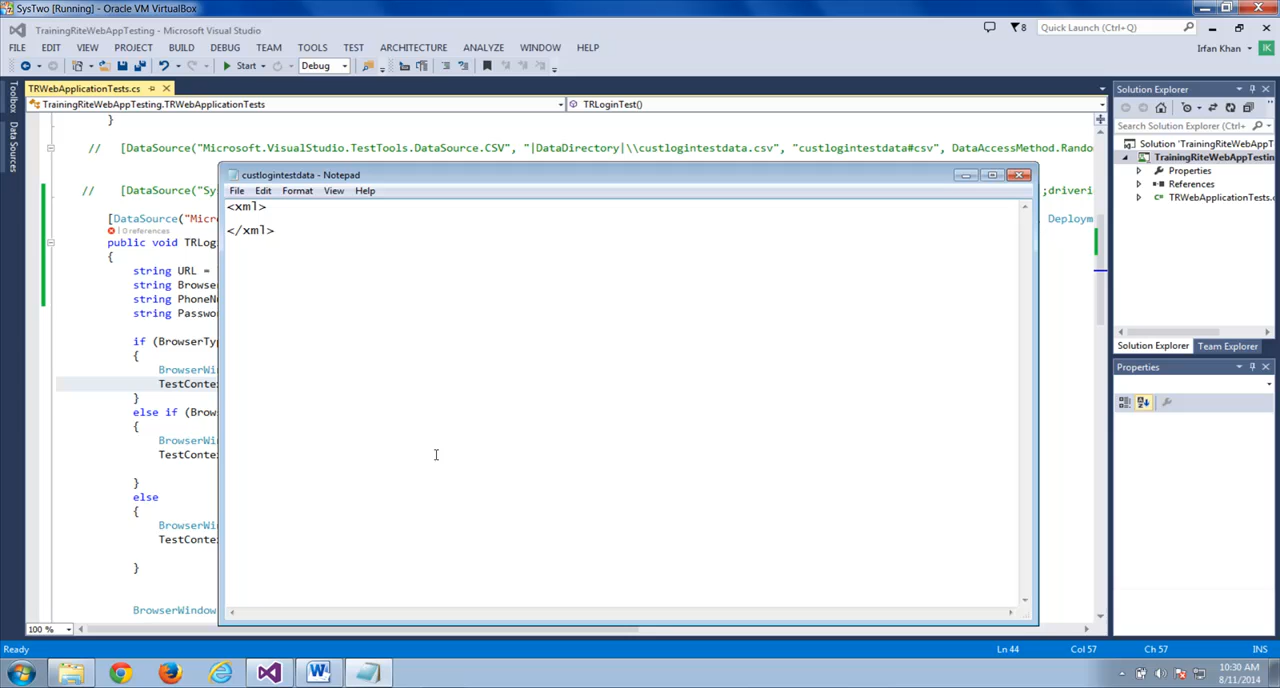 SysTwo [Running] - Oracle VM VirtualBox
TrainingRiteWebAppTesting - Microsoft Visual Studio
8
Quick Launch (Ctrl+Q)
FILE EDIT VIEW PROJECT BUILD DEBUG TEAM TOOLS TEST ARCHITECTURE ANALYZE WINDOW HELP
Irfan Khan
IK
Start
Debug
Toolbox
Data Sources
TRWebApplicationTests.cs
TrainingRiteWebAppTesting.TRWebApplicationTests
TRLoginTest()
}
// [DataSource("Microsoft.VisualStudio.TestTools.DataSource.CSV", "|DataDirectory|\\custlogintestdata.csv", "custlogintestdata#csv", DataAccessMethod.Rando
// [DataSource("Sy
;driveri
[DataSource("Micr
Deploym
0 references
public void TRLog
{
string URL =
string Browse
string PhoneN
string Passwo
if (BrowserTy
{
BrowserWi
TestConte
}
else if (Brow
{
BrowserWi
TestConte
}
else
{
BrowserWi
TestConte
}
BrowserWindow
custlogintestdata - Notepad
File Edit Format View Help
<xml>
</xml>
Solution Explorer
Search Solution Explorer (Ctrl+
Solution 'TrainingRiteWebAppT
TrainingRiteWebAppTestin
Properties
References
TRWebApplicationTests.c
Solution Explorer Team Explorer
Properties
100 %
Ready
Ln 44 Col 57 Ch 57 INS
10:30 AM
8/11/2014